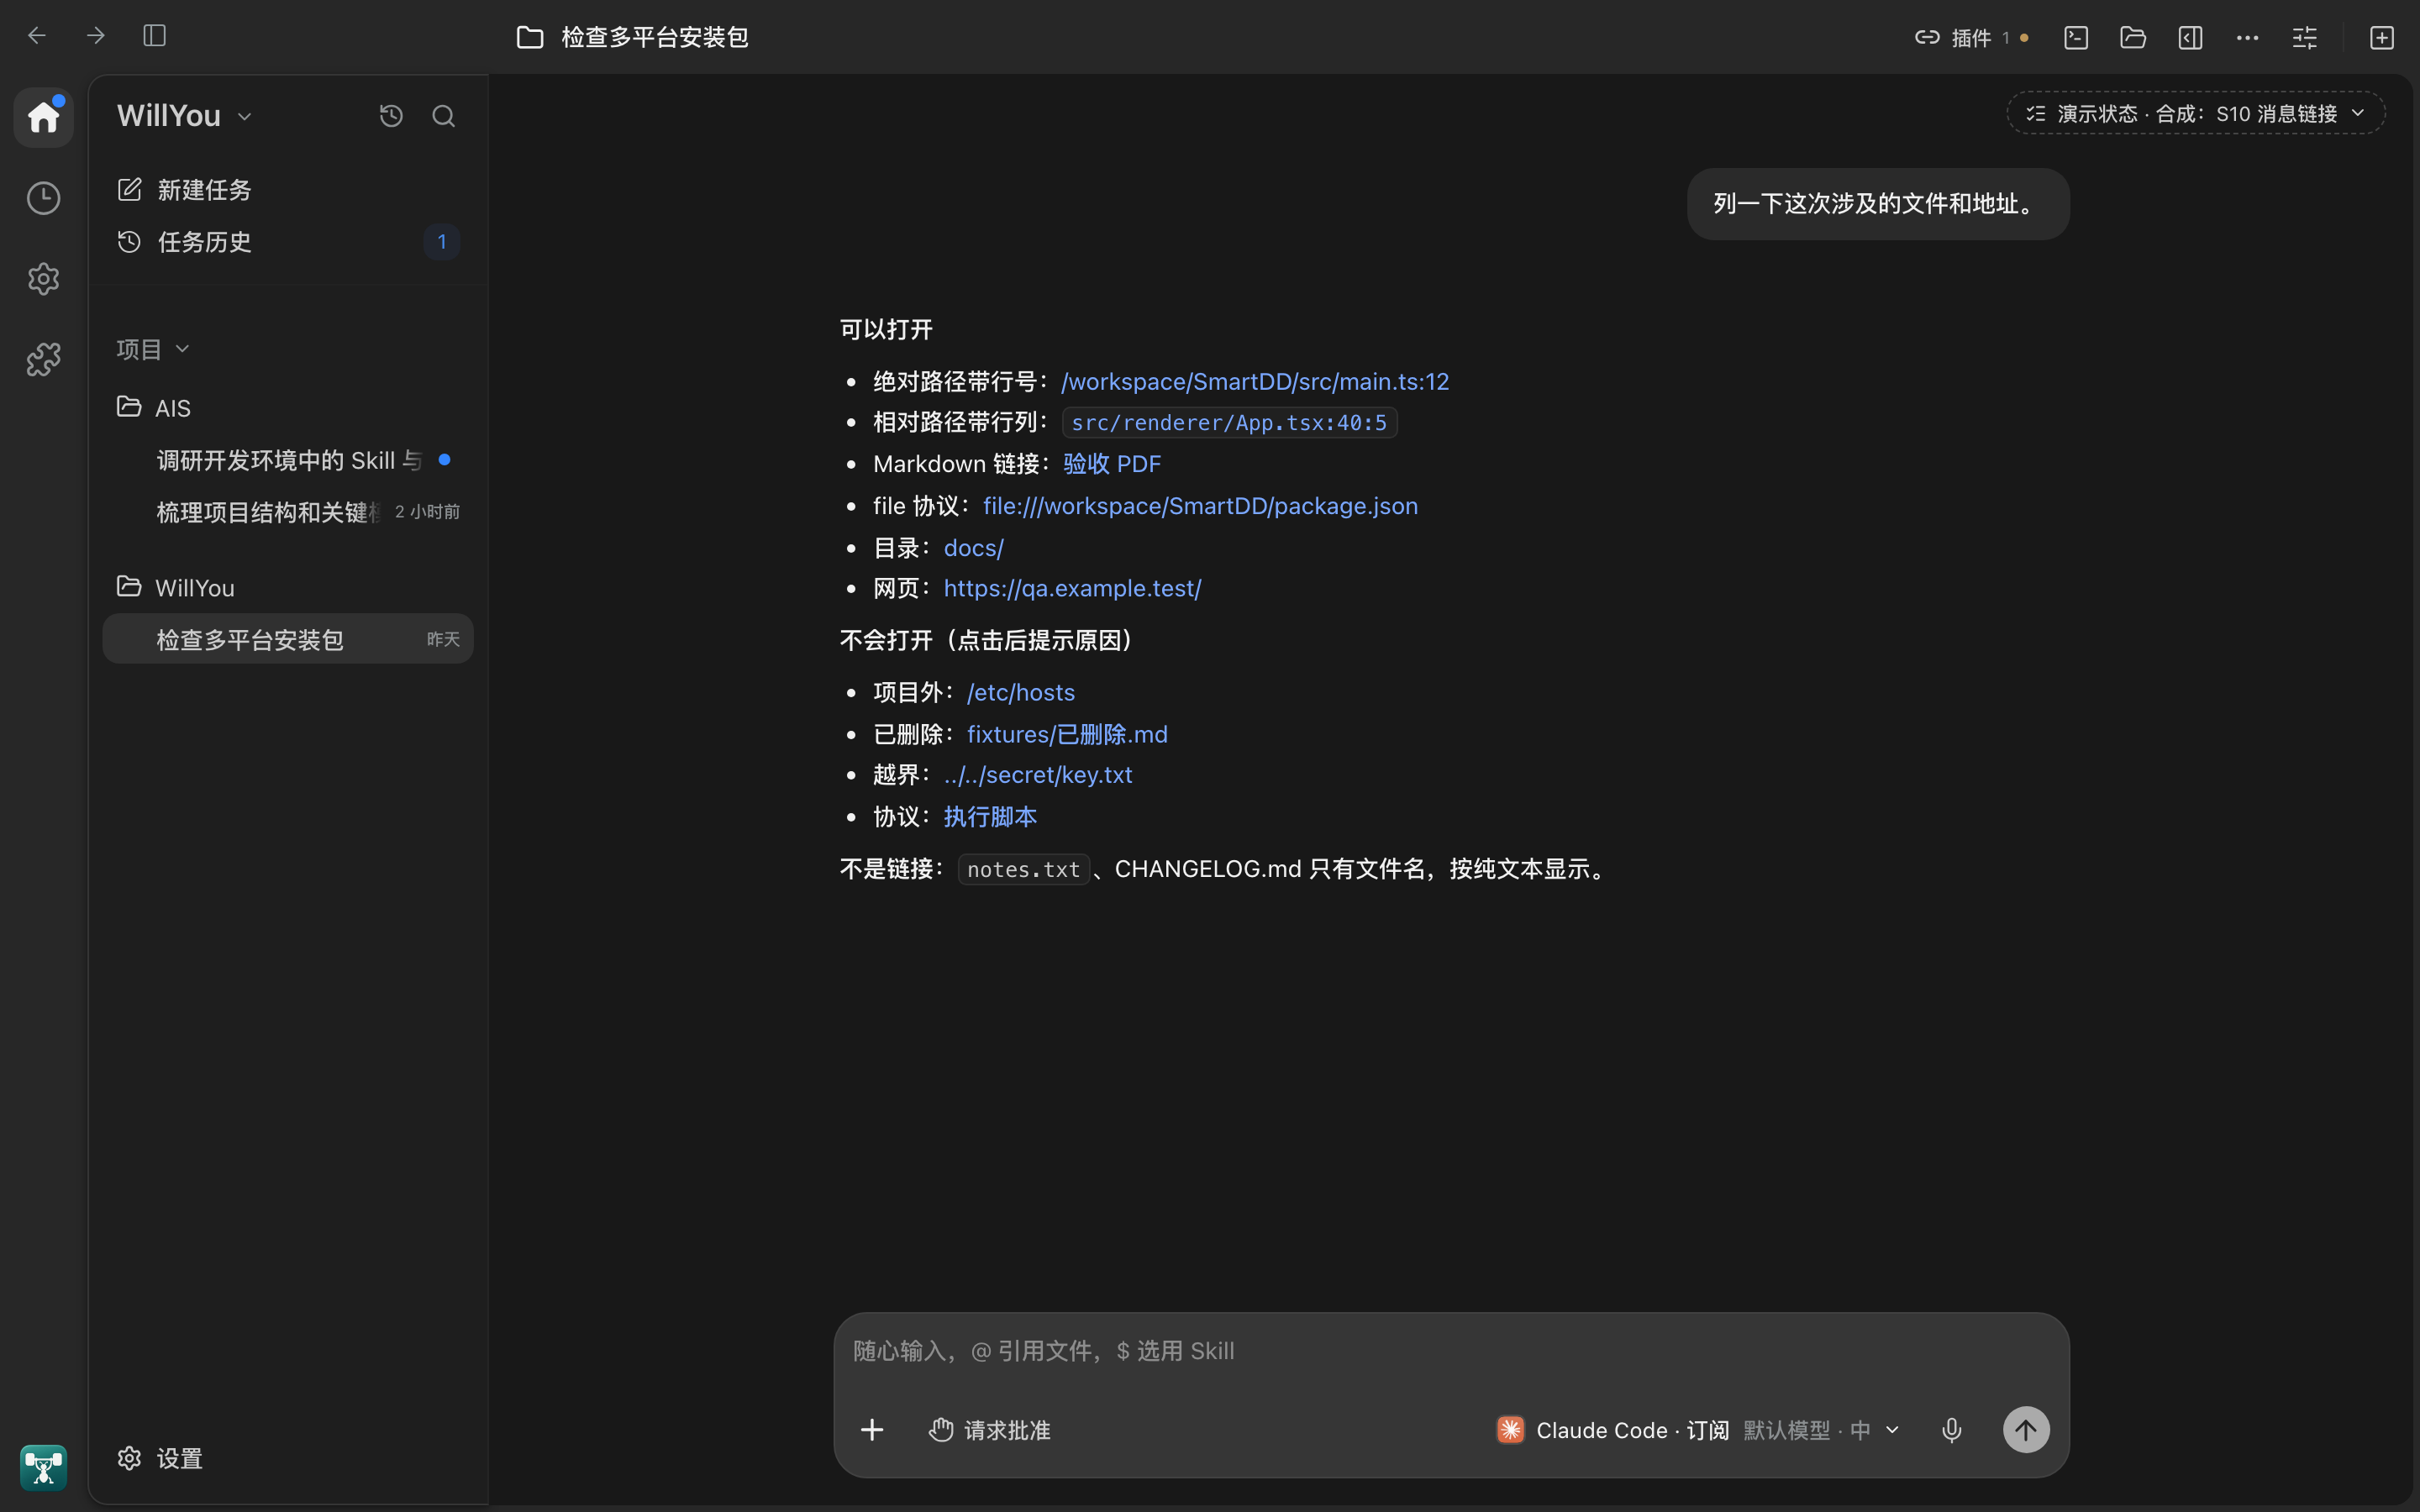 检查多平台安装包
插件 1
WillYou
演示状态 · 合成：S10 消息链接
新建任务
任务历史 1
项目
AIS
调研开发环境中的 Skill
梳理项目结构和关键 2 小时前
WillYou
检查多平台安装包 昨天
设置
列一下这次涉及的文件和地址。
可以打开
• 绝对路径带行号：/workspace/SmartDD/src/main.ts:12
• 相对路径带行列：src/renderer/App.tsx:40:5
• Markdown 链接：验收 PDF
• file 协议：file:///workspace/SmartDD/package.json
• 目录：docs/
• 网页：https://qa.example.test/
不会打开（点击后提示原因）
• 项目外：/etc/hosts
• 已删除：fixtures/已删除.md
• 越界：../../secret/key.txt
• 协议：执行脚本
不是链接：notes.txt、CHANGELOG.md 只有文件名，按纯文本显示。
随心输入，@ 引用文件，$ 选用 Skill
请求批准
Claude Code · 订阅 默认模型 · 中